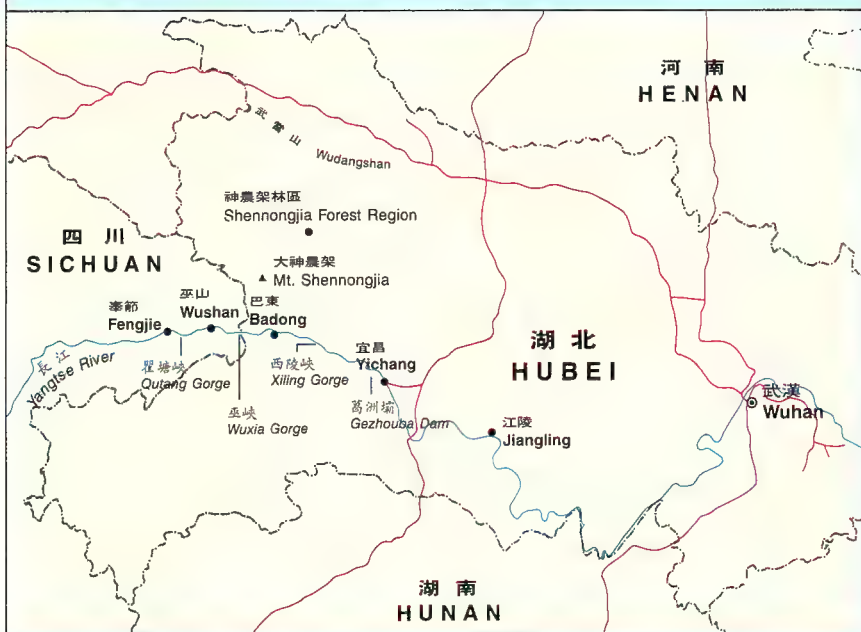 河南
HENAN
武當山 Wudangshan
神農架林區
Shennongjia Forest Region
四川
SICHUAN
大神農架
Mt. Shennongjia
奉節
Fengjie
巫山
Wushan
巴東
Badong
長江
Yangtse River
瞿塘峽
Qutang Gorge
巫峽
Wuxia Gorge
西陵峽
Xiling Gorge
宜昌
Yichang
葛洲壩
Gezhouba Dam
湖北
HUBEI
江陵
Jiangling
武漢
Wuhan
湖南
HUNAN